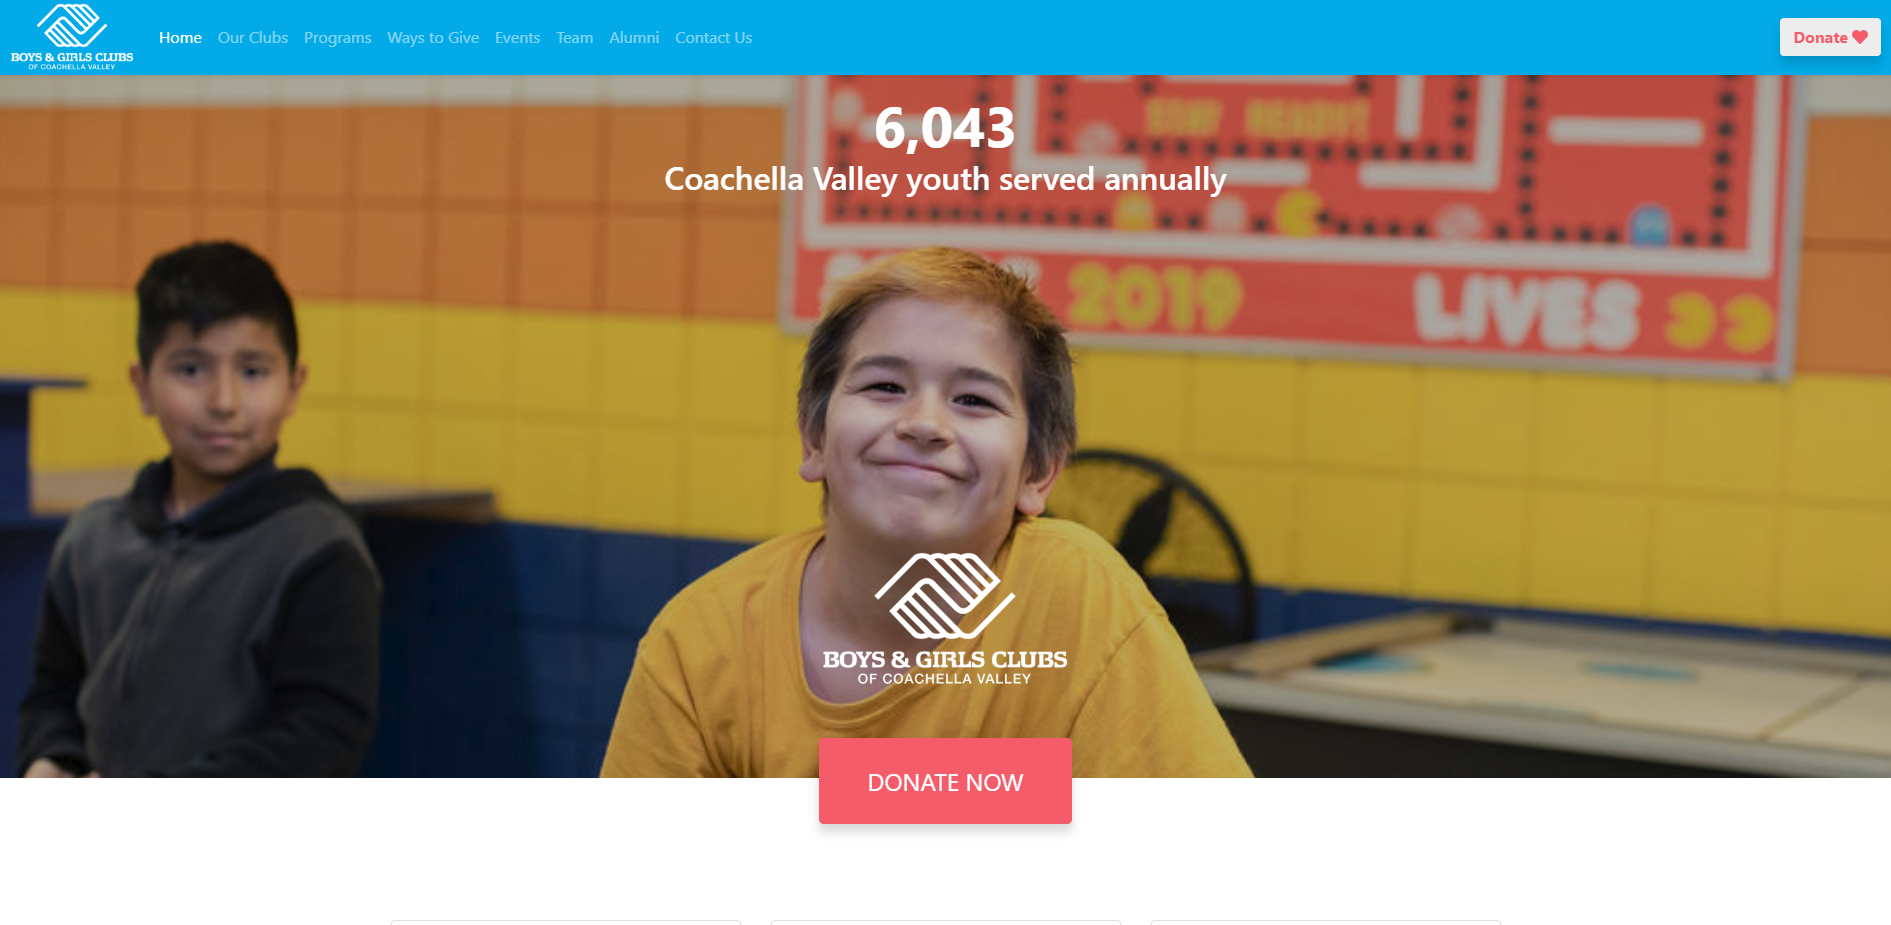 BOYS & GIRLS CLUBS
OF COACHELLA VALLEY
Home Our Clubs Programs Ways to Give Events Team Alumni Contact Us
Donate
6,043
Coachella Valley youth served annually
STAY READY!
2019 LIVES
BOYS & GIRLS CLUBS
OF COACHELLA VALLEY
DONATE NOW